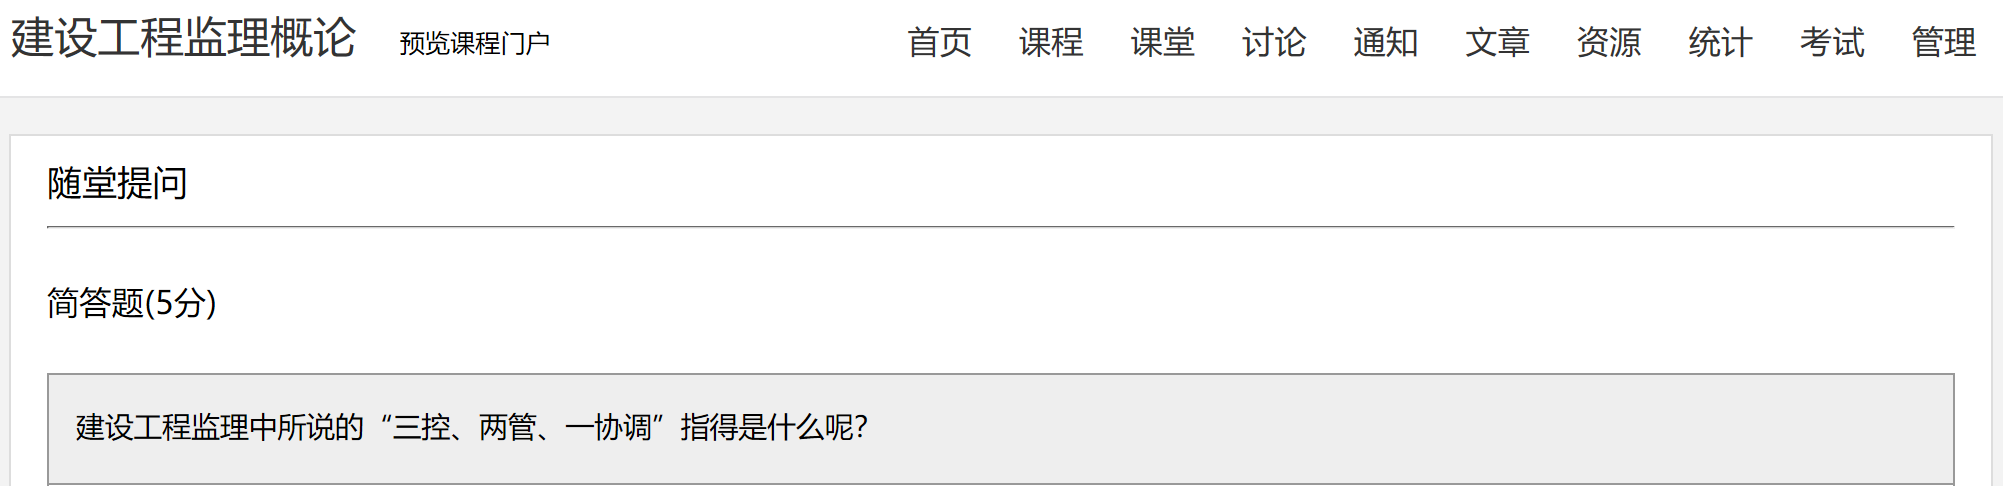 建设工程监理概论 预览课程门户 首页 课程 课堂 讨论 通知 文章 资源 统计 考试 管理
随堂提问
简答题(5分)
建设工程监理中所说的“三控、两管、一协调”指得是什么呢?